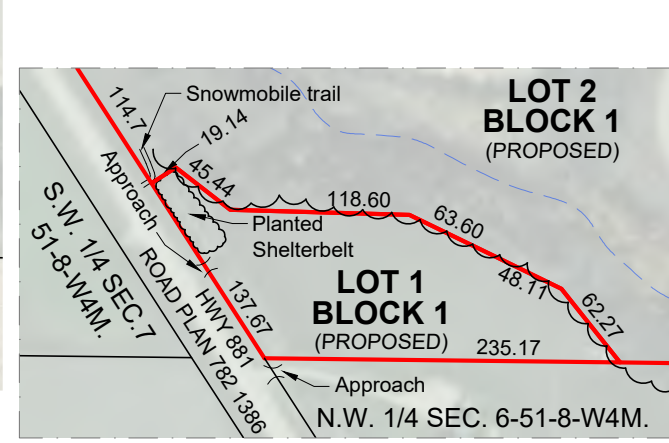 LOT 2
BLOCK 1
(PROPOSED)
114.7
Snowmobile trail
19.14
45.44
Approach
118.60
63.60
Planted
Shelterbelt
S.W. 1/4 SEC.7
51-8-W4M.
48.11
62.27
LOT 1
BLOCK 1
(PROPOSED)
137.67
HWY 881
ROAD PLAN 782 1386
235.17
Approach
N.W. 1/4 SEC. 6-51-8-W4M.